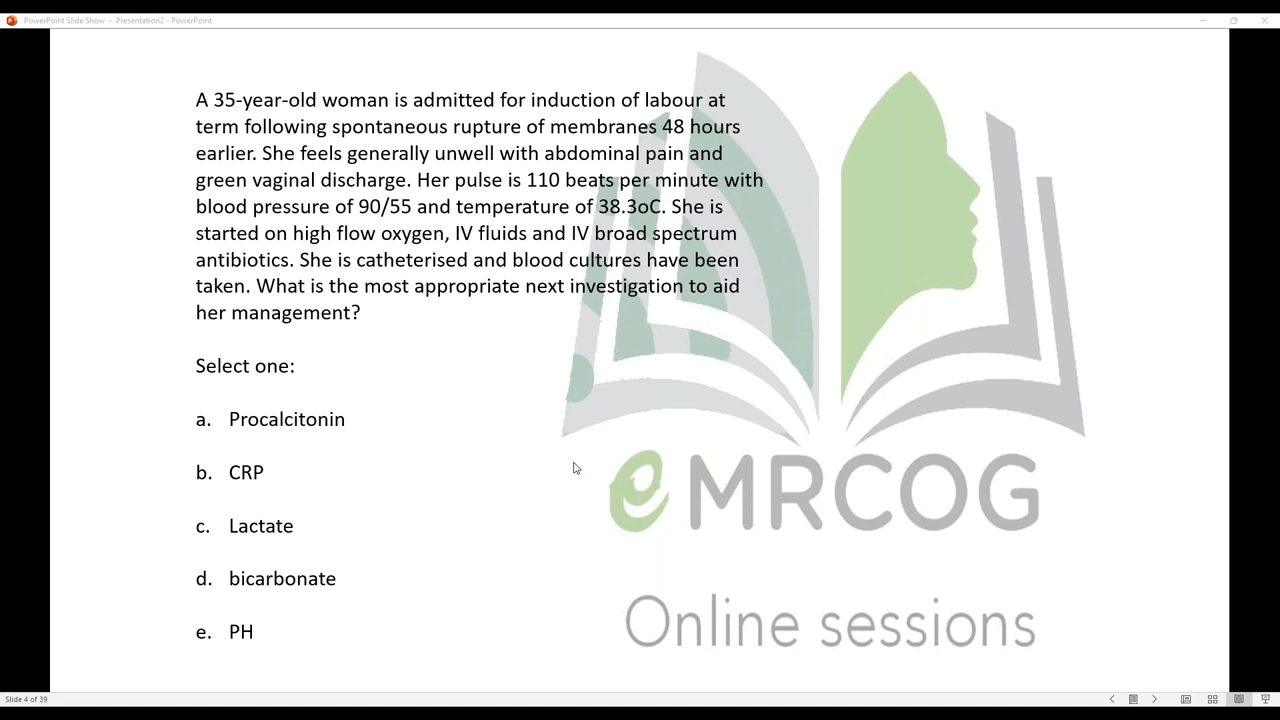 PowerPoint Slide Show - Presentation2 - PowerPoint
A 35-year-old woman is admitted for induction of labour at
term following spontaneous rupture of membranes 48 hours
earlier. She feels generally unwell with abdominal pain and
green vaginal discharge. Her pulse is 110 beats per minute with
blood pressure of 90/55 and temperature of 38.3oC. She is
started on high flow oxygen, IV fluids and IV broad spectrum
antibiotics. She is catheterised and blood cultures have been
taken. What is the most appropriate next investigation to aid
her management?
Select one:
a. Procalcitonin
b. CRP
c. Lactate
d. bicarbonate
e. PH
eMRCOG
Online sessions
Slide 4 of 39